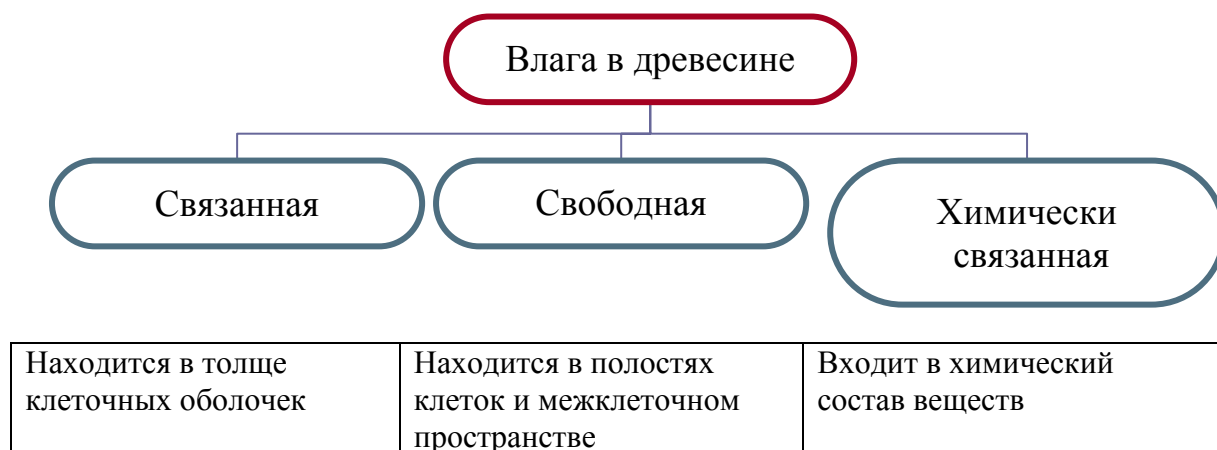 Влага в древесине
Связанная
Свободная
Химически
связанная
Находится в толще
клеточных оболочек
Находится в полостях
клеток и межклеточном
пространстве
Входит в химический
состав веществ